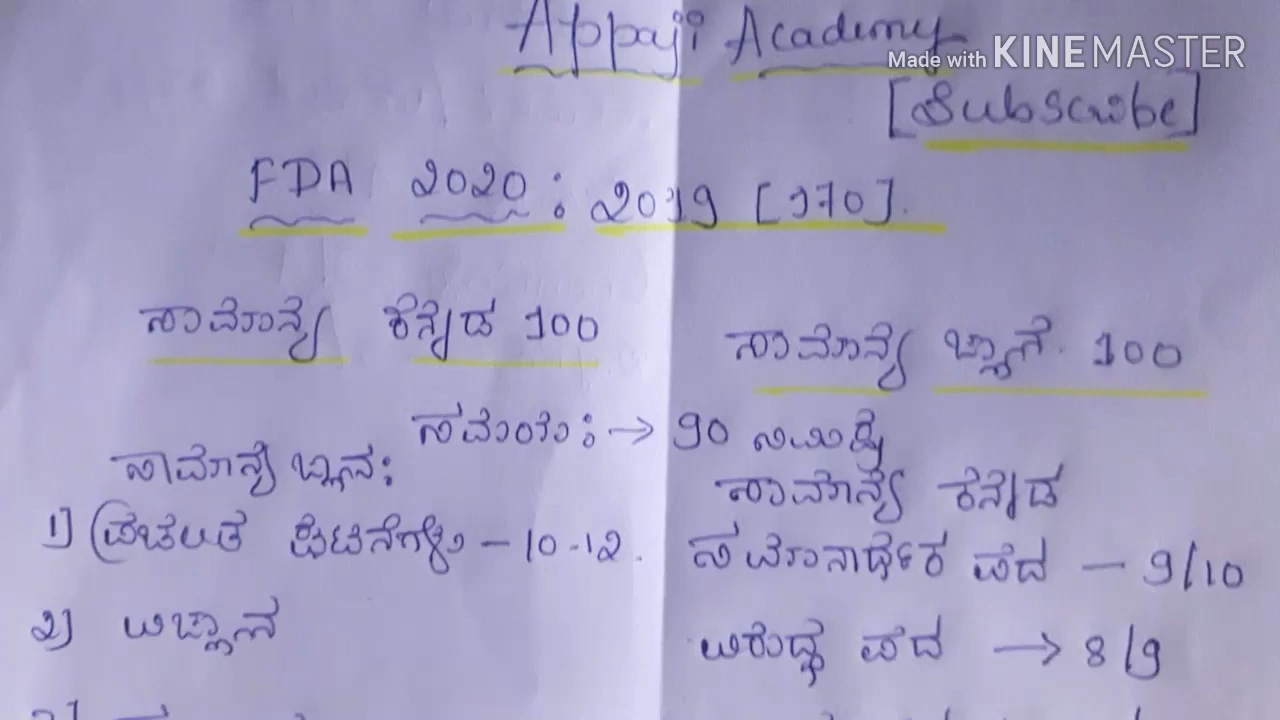 Appaji Academy
Made with KINEMASTER
[Subscribe]
FDA 2020: 2019 [170].
ಸಾಮಾನ್ಯ ಕನ್ನಡ 100
ಸಾಮಾನ್ಯ ಜ್ಞಾನ 100
ಸಮಯ: → 90 ನಿಮಿಷ
ಸಾಮಾನ್ಯ ಜ್ಞಾನ:
1) ಪ್ರಚಲಿತ ಘಟನೆಗಳು - 10-12.
2) ವಿಜ್ಞಾನ
ಸಾಮಾನ್ಯ ಕನ್ನಡ
ಸಮಾನಾರ್ಥಕ ಪದ - 9/10
ವಿರುದ್ಧ ಪದ → 8/9